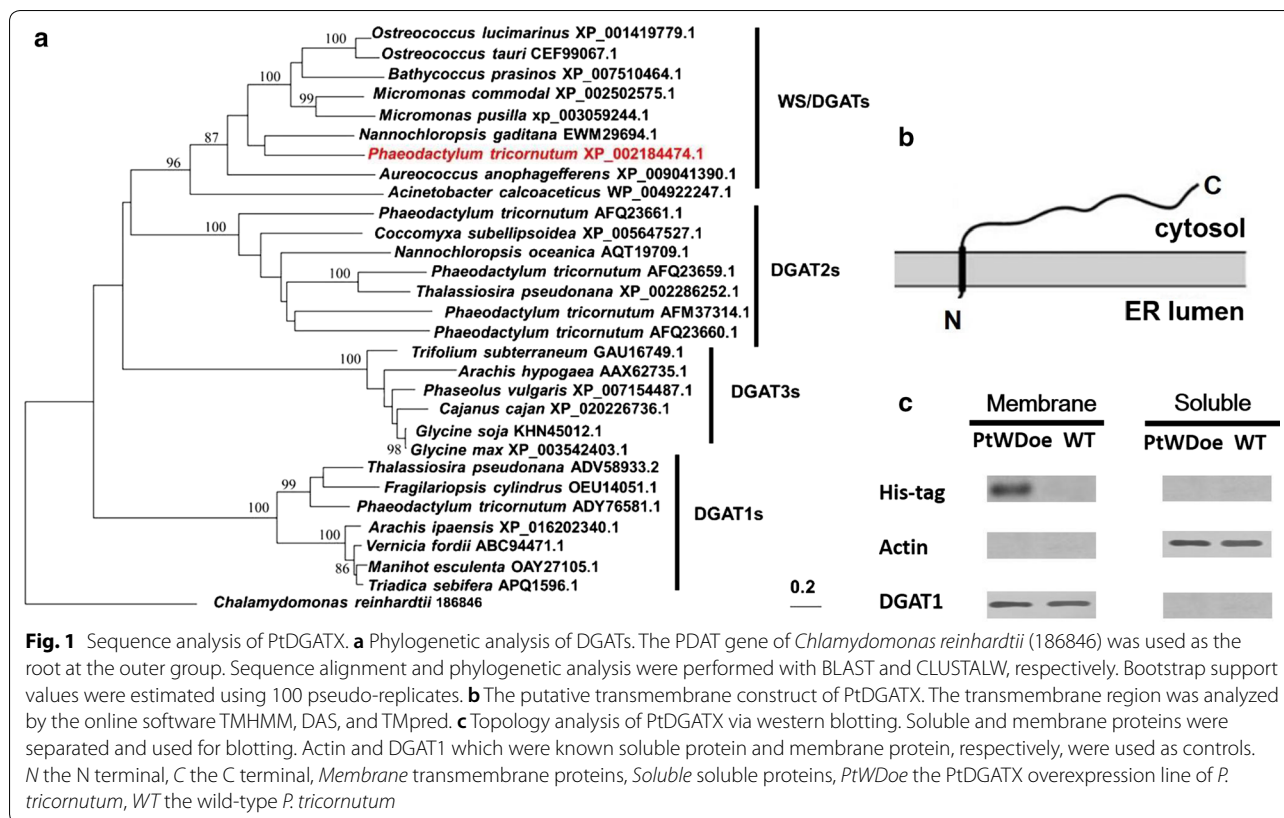 a
Ostreococcus lucimarinus XP_001419779.1
100
Ostreococcus tauri CEF99067.1
100
Bathycoccus prasinos XP_007510464.1
Micromonas commodal XP_002502575.1
99
Micromonas pusilla xp_003059244.1
87
Nannochloropsis gaditana EWM29694.1
Phaeodactylum tricornutum XP_002184474.1
96
Aureococcus anophagefferens XP_009041390.1
Acinetobacter calcoaceticus WP_004922247.1
WS/DGATs
Phaeodactylum tricornutum AFQ23661.1
100
Coccomyxa subellipsoidea XP_005647527.1
Nannochloropsis oceanica AQT19709.1
Phaeodactylum tricornutum AFQ23659.1
100
Thalassiosira pseudonana XP_002286252.1
Phaeodactylum tricornutum AFM37314.1
Phaeodactylum tricornutum AFQ23660.1
DGAT2s
Trifolium subterraneum GAU16749.1
100
Arachis hypogaea AAX62735.1
Phaseolus vulgaris XP_007154487.1
Cajanus cajan XP_020226736.1
Glycine soja KHN45012.1
98
Glycine max XP_003542403.1
DGAT3s
Thalassiosira pseudonana ADV58933.2
99
Fragilariopsis cylindrus OEU14051.1
100
Phaeodactylum tricornutum ADY76581.1
Arachis ipaensis XP_016202340.1
100
Vernicia fordii ABC94471.1
Manihot esculenta OAY27105.1
86
Triadica sebifera APQ1596.1
DGAT1s
Chalamydomonas reinhardtii 186846
0.2
b
C
cytosol
N
ER lumen
c
Membrane
Soluble
PtWDoe WT
PtWDoe WT
His-tag
Actin
DGAT1
Fig. 1 Sequence analysis of PtDGATX. a Phylogenetic analysis of DGATs. The PDAT gene of Chlamydomonas reinhardtii (186846) was used as the
root at the outer group. Sequence alignment and phylogenetic analysis were performed with BLAST and CLUSTALW, respectively. Bootstrap support
values were estimated using 100 pseudo-replicates. b The putative transmembrane construct of PtDGATX. The transmembrane region was analyzed
by the online software TMHMM, DAS, and TMpred. c Topology analysis of PtDGATX via western blotting. Soluble and membrane proteins were
separated and used for blotting. Actin and DGAT1 which were known soluble protein and membrane protein, respectively, were used as controls.
N the N terminal, C the C terminal, Membrane transmembrane proteins, Soluble soluble proteins, PtWDoe the PtDGATX overexpression line of P.
tricornutum, WT the wild-type P. tricornutum